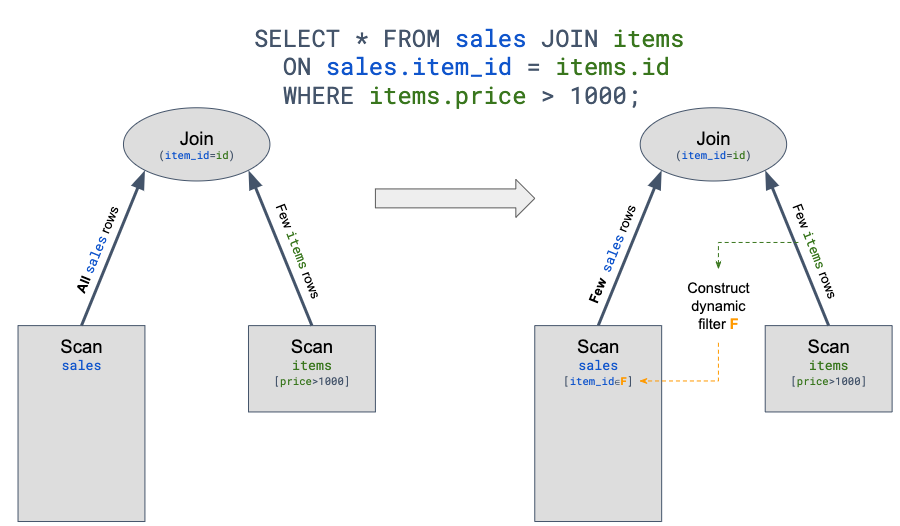 SELECT * FROM sales JOIN items
ON sales.item_id = items.id
WHERE items.price > 1000;
Join
(item_id=id)
All sales rows
Few items rows
Scan
sales
Scan
items
[price>1000]
Join
(item_id=id)
Few sales rows
Few items rows
Construct
dynamic
filter F
Scan
sales
[item_id∈F]
Scan
items
[price>1000]